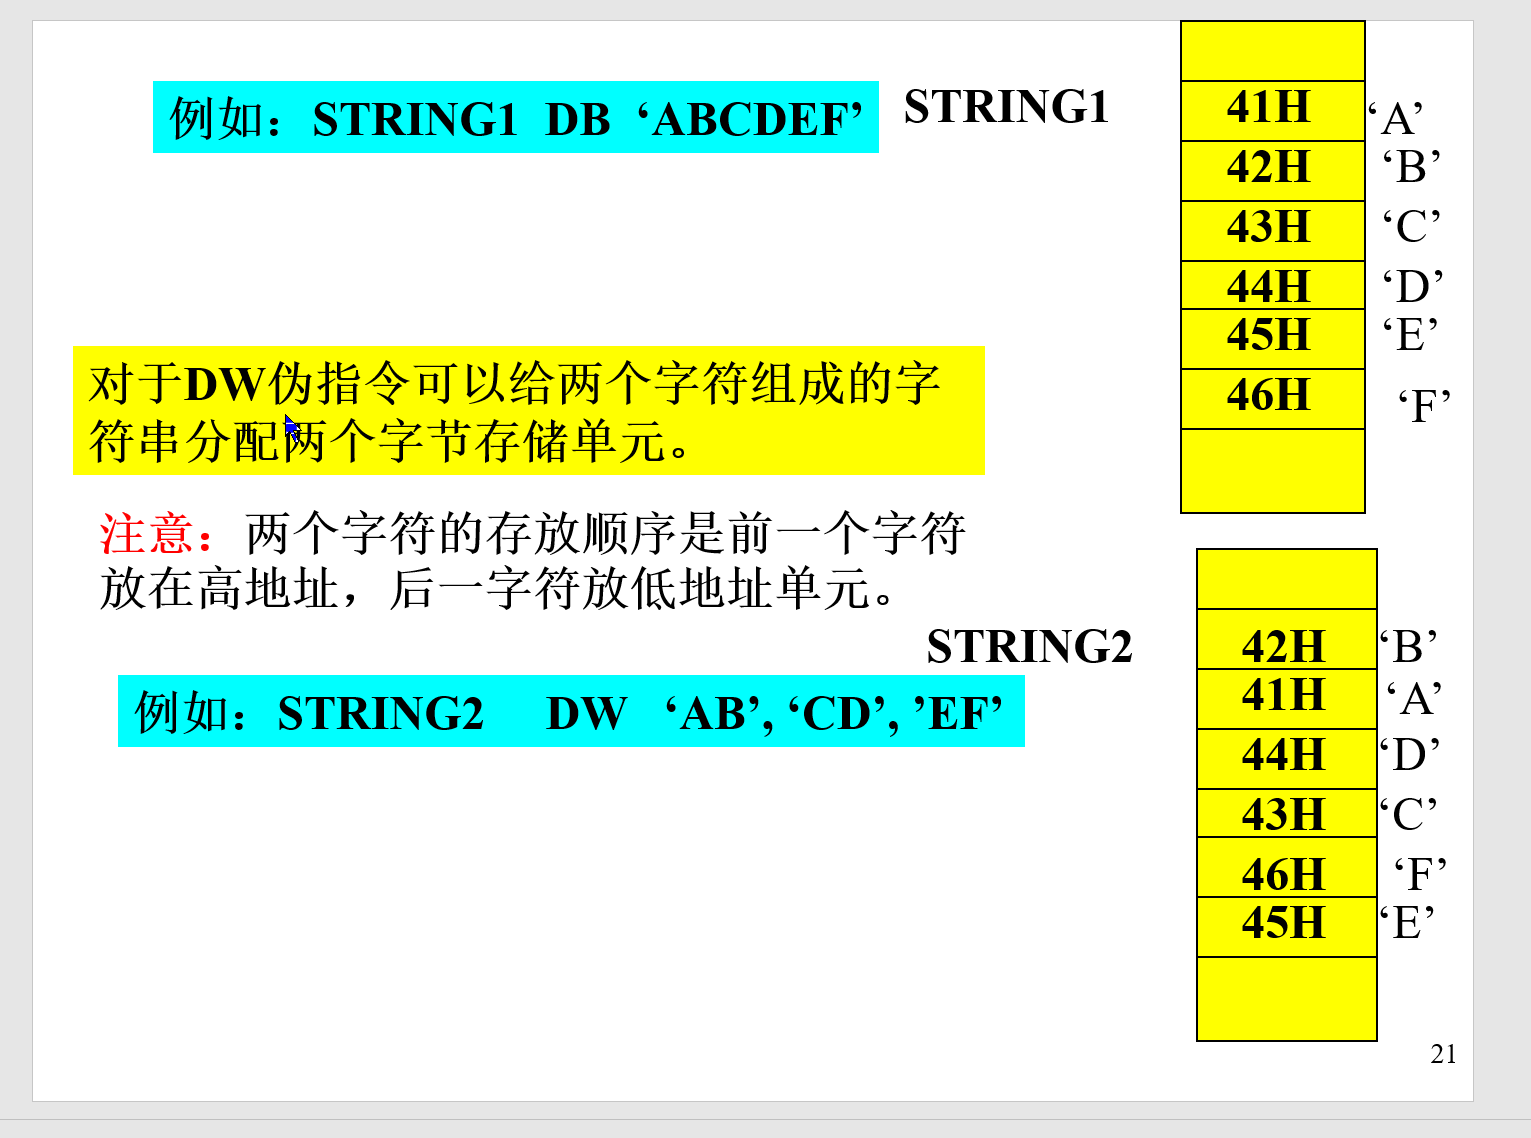 例如：STRING1 DB ‘ABCDEF’
STRING1
41H ‘A’
42H ‘B’
43H ‘C’
44H ‘D’
45H ‘E’
46H ‘F’
对于DW伪指令可以给两个字符组成的字
符串分配两个字节存储单元。
注意：两个字符的存放顺序是前一个字符
放在高地址，后一字符放低地址单元。
例如：STRING2 DW ‘AB’, ‘CD’, ’EF’
STRING2
42H ‘B’
41H ‘A’
44H ‘D’
43H ‘C’
46H ‘F’
45H ‘E’
21